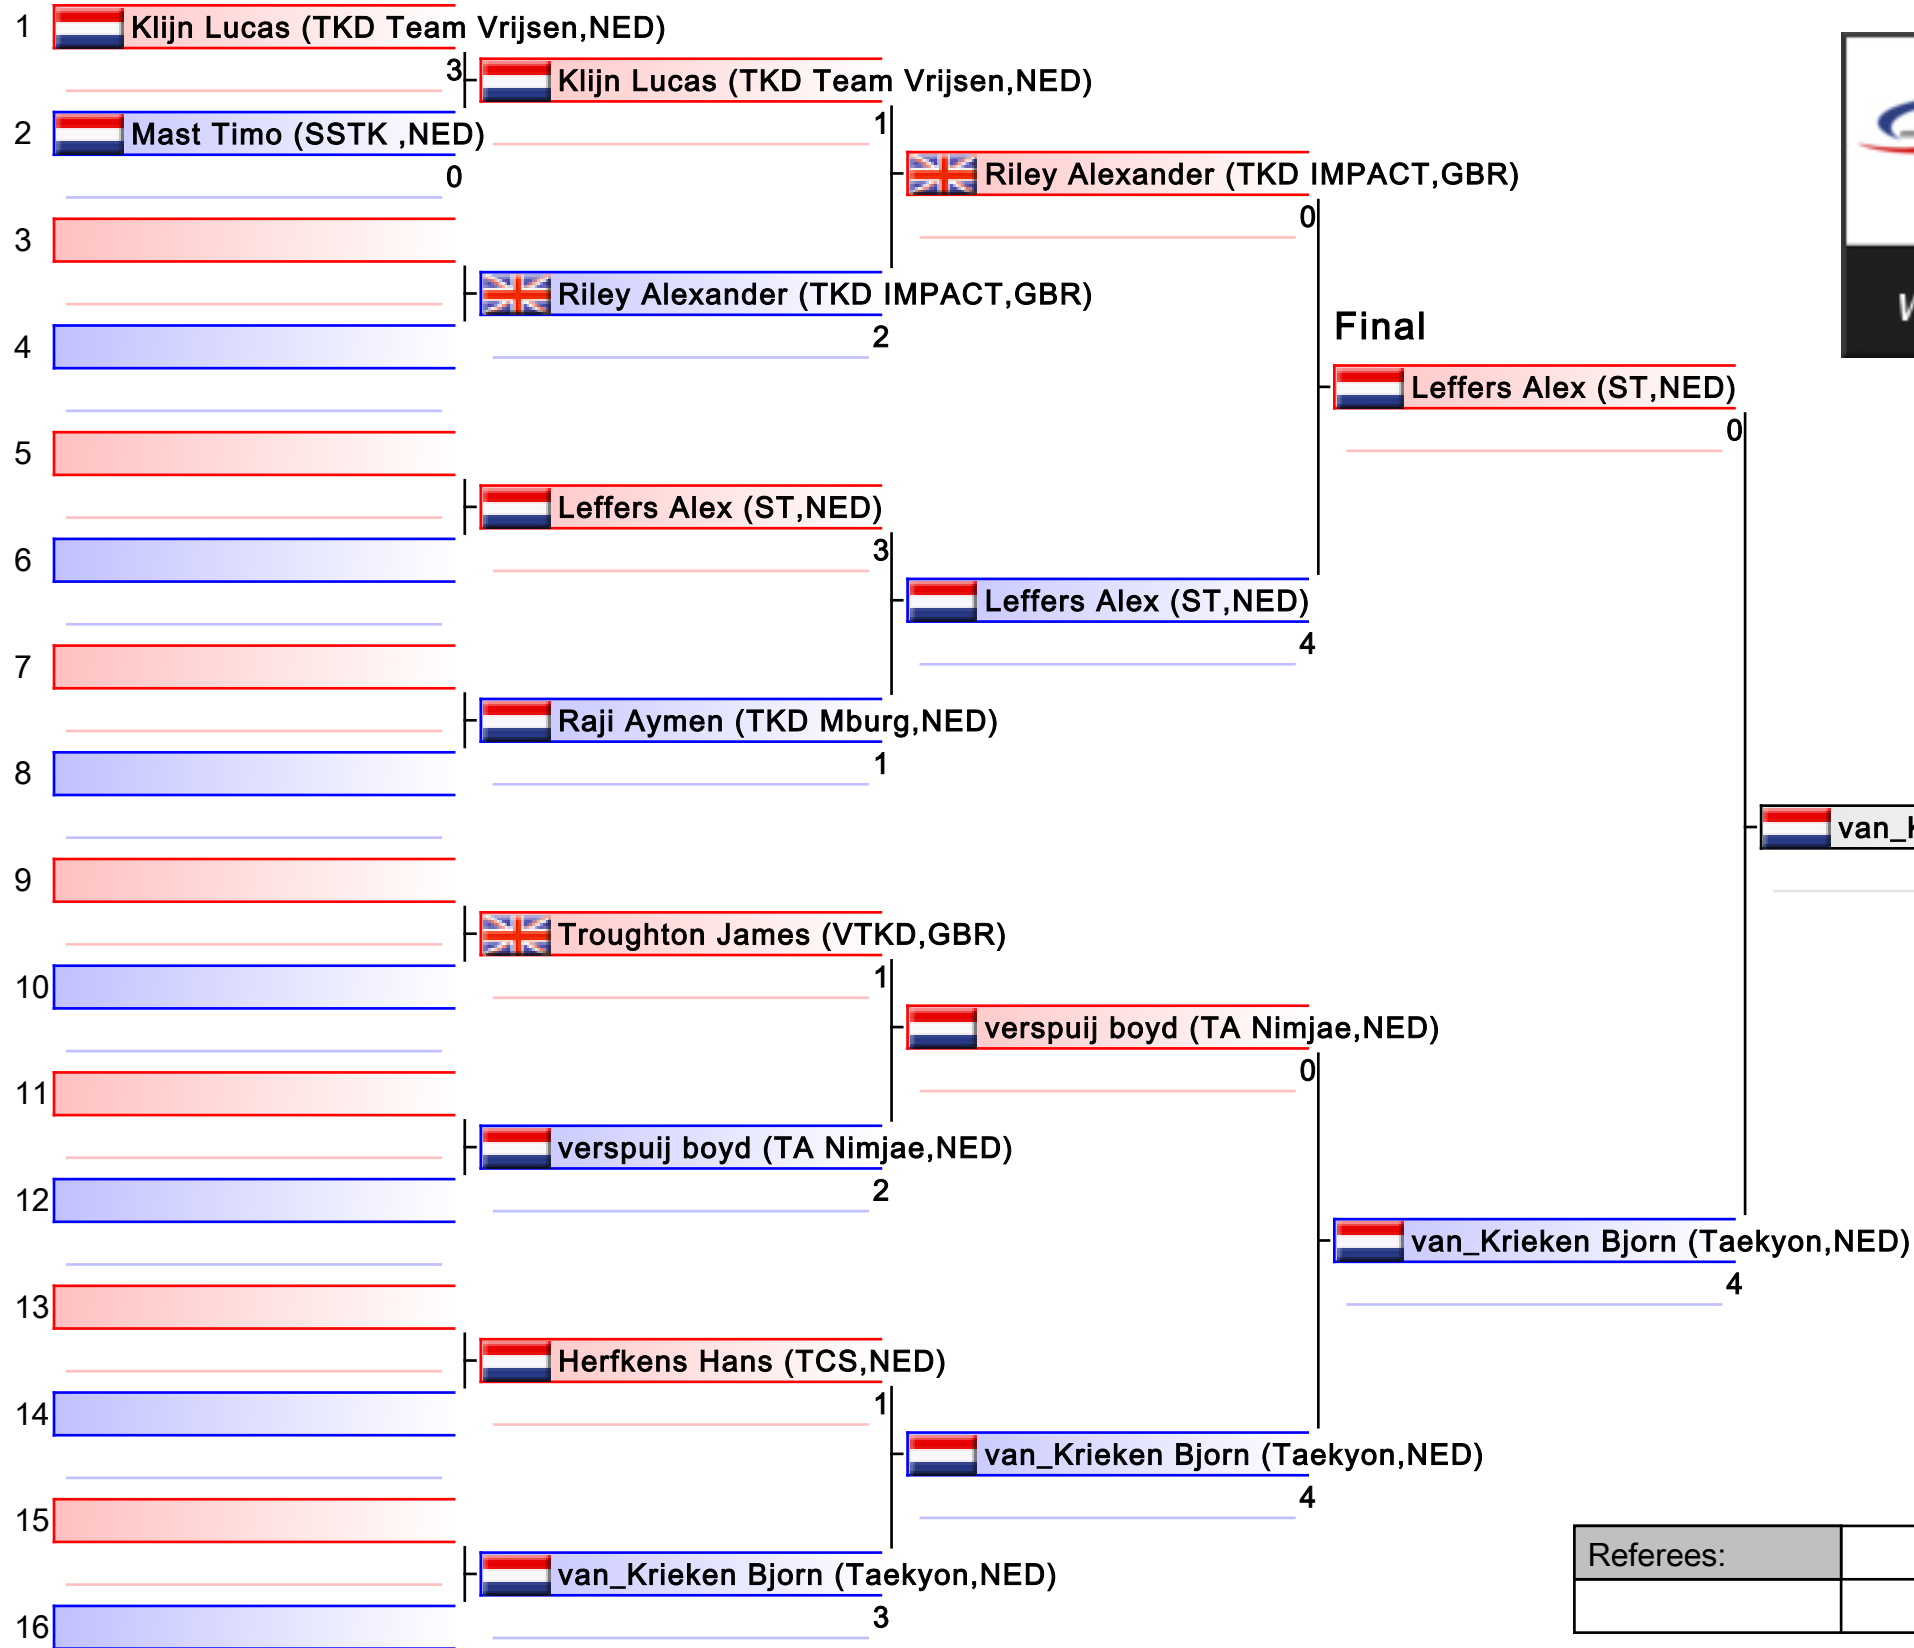 1 Klijn Lucas (TKD Team Vrijsen,NED)
3 Klijn Lucas (TKD Team Vrijsen,NED)
2 Mast Timo (SSTK ,NED)
1
0
Riley Alexander (TKD IMPACT,GBR)
0
3
Riley Alexander (TKD IMPACT,GBR)
2
4
Final
Leffers Alex (ST,NED)
0
5
Leffers Alex (ST,NED)
3
6
Leffers Alex (ST,NED)
4
7
Raji Aymen (TKD Mburg,NED)
1
8
van_
9
Troughton James (VTKD,GBR)
1
10
verspuij boyd (TA Nimjae,NED)
0
11
verspuij boyd (TA Nimjae,NED)
2
12
van_Krieken Bjorn (Taekyon,NED)
4
13
Herfkens Hans (TCS,NED)
1
14
van_Krieken Bjorn (Taekyon,NED)
4
15
Referees:
van_Krieken Bjorn (Taekyon,NED)
3
16